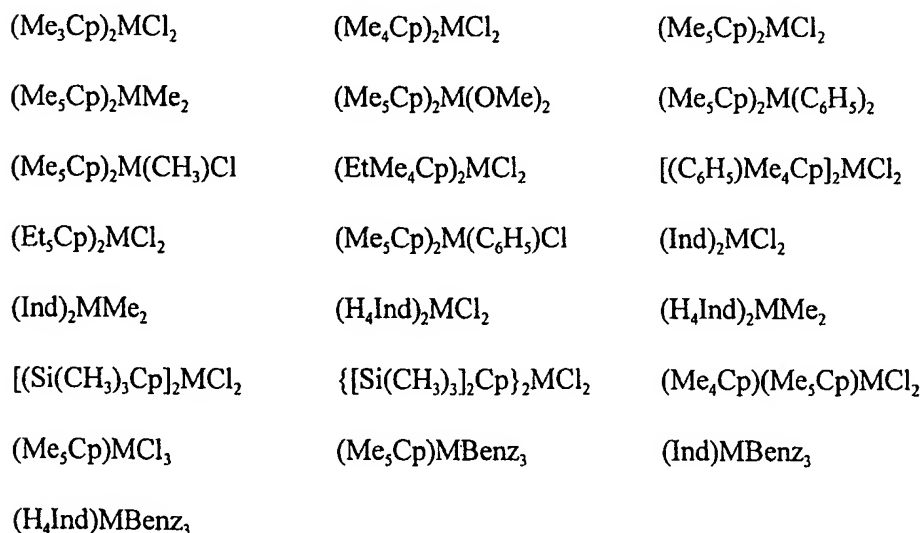 (Me₃Cp)₂MCl₂ (Me₄Cp)₂MCl₂ (Me₅Cp)₂MCl₂
(Me₅Cp)₂MMe₂ (Me₅Cp)₂M(OMe)₂ (Me₅Cp)₂M(C₆H₅)₂
(Me₅Cp)₂M(CH₃)Cl (EtMe₄Cp)₂MCl₂ [(C₆H₅)Me₄Cp]₂MCl₂
(Et₅Cp)₂MCl₂ (Me₅Cp)₂M(C₆H₅)Cl (Ind)₂MCl₂
(Ind)₂MMe₂ (H₄Ind)₂MCl₂ (H₄Ind)₂MMe₂
[(Si(CH₃)₃Cp]₂MCl₂ {[Si(CH₃)₃]₂Cp}₂MCl₂ (Me₄Cp)(Me₅Cp)MCl₂
(Me₅Cp)MCl₃ (Me₅Cp)MBenz₃ (Ind)MBenz₃
(H₄Ind)MBenz₃